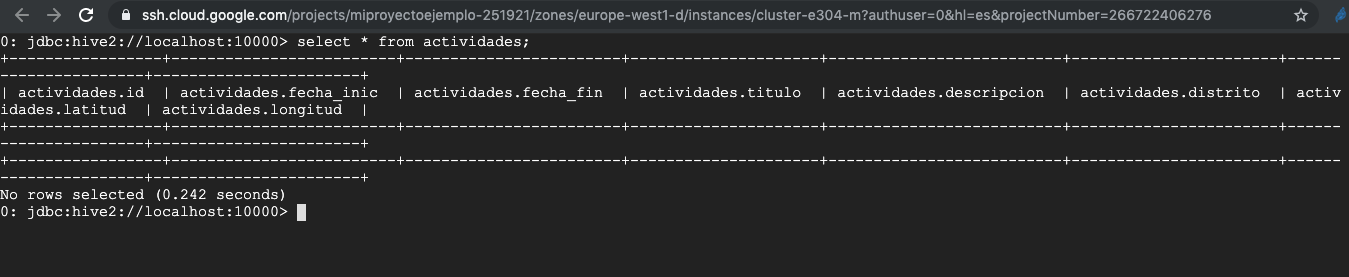 ssh.cloud.google.com/projects/miproyectoejemplo-251921/zones/europe-west1-d/instances/cluster-e304-m?authuser=0&hl=es&projectNumber=266722406276
0: jdbc:hive2://localhost:10000> select * from actividades;
+----------------+------------------------+-----------------------+--------------------+-------------------------+----------------------+------
---------------+----------------------+
| actividades.id | actividades.fecha_inic | actividades.fecha_fin | actividades.titulo | actividades.descripcion | actividades.distrito | activ
idades.latitud | actividades.longitud |
+----------------+------------------------+-----------------------+--------------------+-------------------------+----------------------+------
---------------+----------------------+
+----------------+------------------------+-----------------------+--------------------+-------------------------+----------------------+------
---------------+----------------------+
No rows selected (0.242 seconds)
0: jdbc:hive2://localhost:10000>